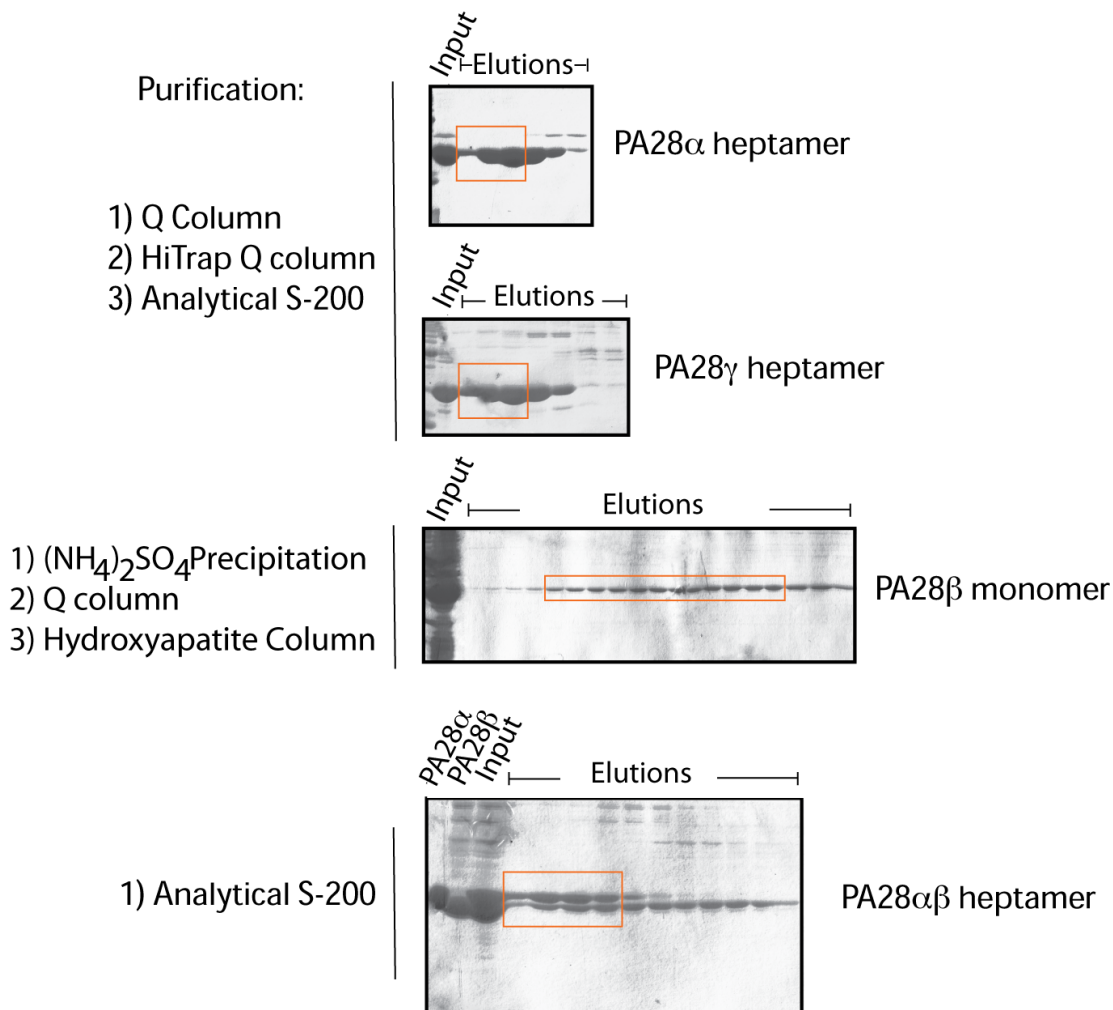 Purification:
1) Q Column
2) HiTrap Q column
3) Analytical S-200
Input
Elutions
PA28α heptamer
Input
Elutions
PA28γ heptamer
1) (NH4)2SO4Precipitation
2) Q column
3) Hydroxyapatite Column
Input
Elutions
PA28β monomer
1) Analytical S-200
PA28α
PA28β
Input
Elutions
PA28αβ heptamer